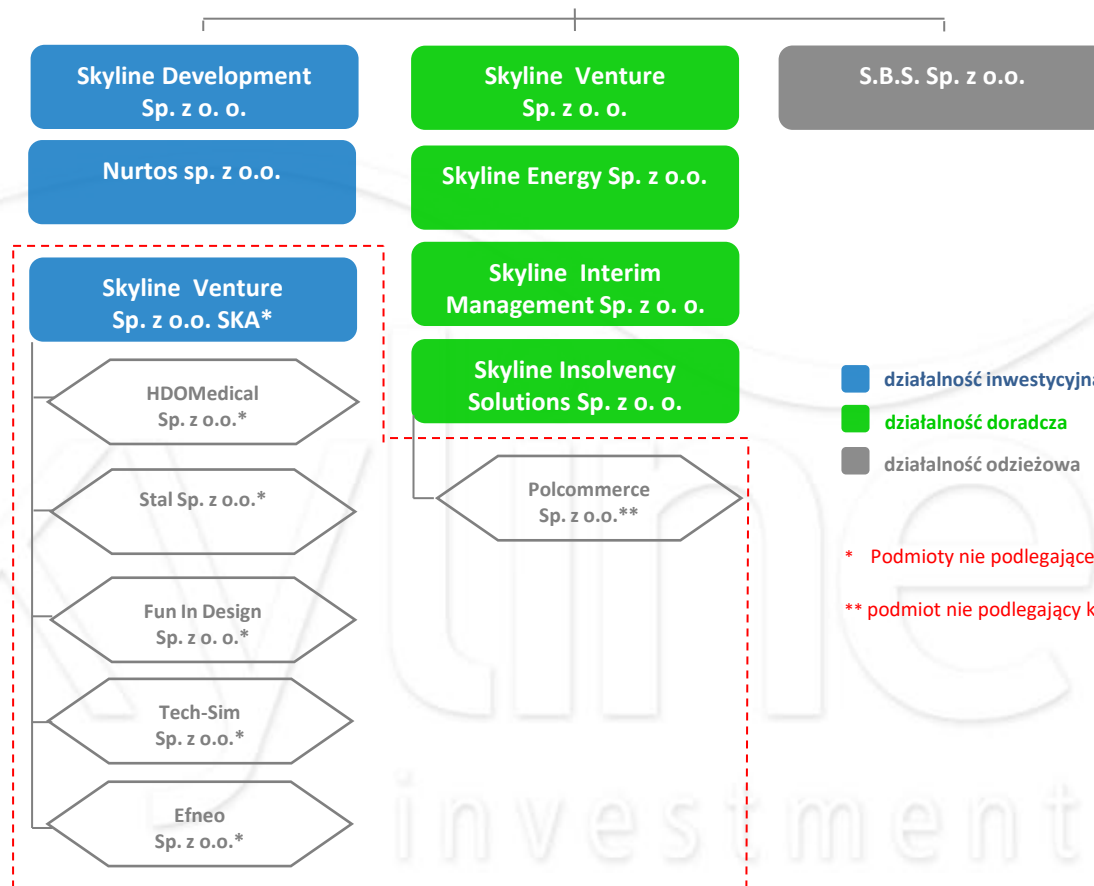 Skyline Development
Sp. z o. o.
Nurtos sp. z o.o.
Skyline Venture
Sp. z o.o. SKA*
HDOMedical
Sp. z o.o.*
Stal Sp. z o.o.*
Fun In Design
Sp. z o. o.*
Tech-Sim
Sp. z o.o.*
Efneo
Sp. z o.o.*
Skyline Venture
Sp. z o. o.
Skyline Energy Sp. z o.o.
Skyline Interim
Management Sp. z o. o.
Skyline Insolvency
Solutions Sp. z o. o.
Polcommerce
Sp. z o.o.**
S.B.S. Sp. z o.o.
działalność inwestycyjna
działalność doradcza
działalność odzieżowa
* Podmioty nie podlegające
** podmiot nie podlegający k
kyline
investment